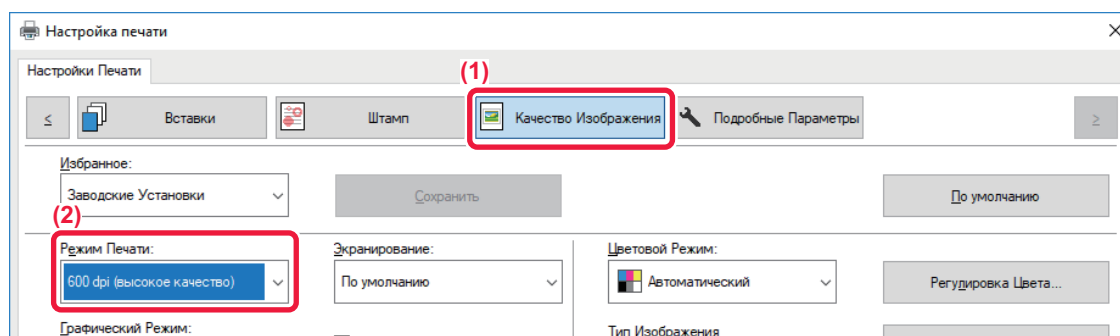 Настройка печати
Настройки Печати
(1)
≤ Вставки Штамп Качество Изображения Подробные Параметры ≥
Избранное:
Заводские Установки Сохранить По умолчанию
(2)
Режим Печати: Экранирование: Цветовой Режим:
600 dpi (высокое качество) По умолчанию Автоматический Регулировка Цвета...
Графический Режим: Тип Изображения